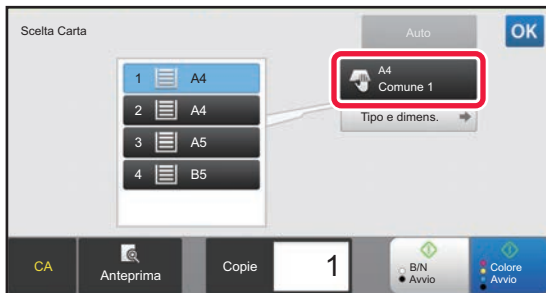 Scelta Carta
Auto
OK
1 A4
2 A4
3 A5
4 B5
A4
Comune 1
Tipo e dimens.
CA
Anteprima
Copie
1
B/N
Avvio
Colore
Avvio